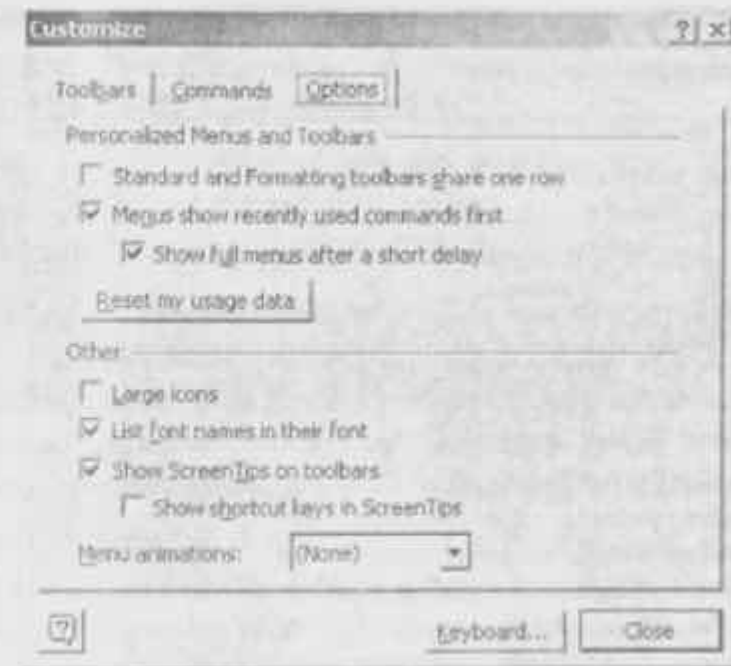 Customize
Toolbars Commands Options
Personalized Menus and Toolbars
Standard and Formatting toolbars share one row
Menus show recently used commands first
Show full menus after a short delay
Reset my usage data
Other
Large icons
List font names in their font
Show ScreenTips on toolbars
Show shortcut keys in ScreenTips
Menu animations: (None)
Keyboard... Close